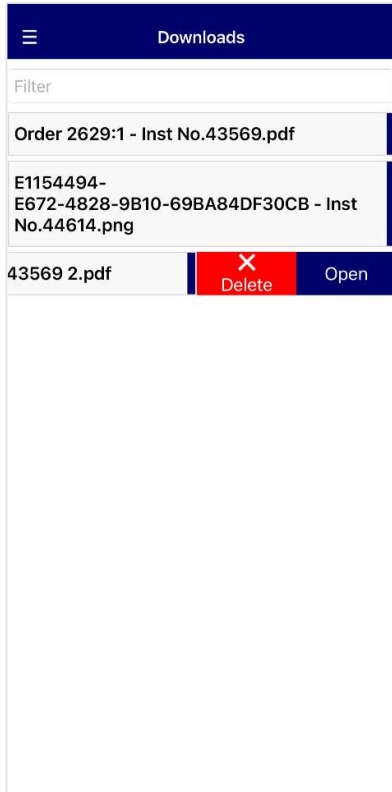 Downloads
Filter
Order 2629:1 - Inst No.43569.pdf
E1154494-
E672-4828-9B10-69BA84DF30CB - Inst
No.44614.png
43569 2.pdf
Delete
Open